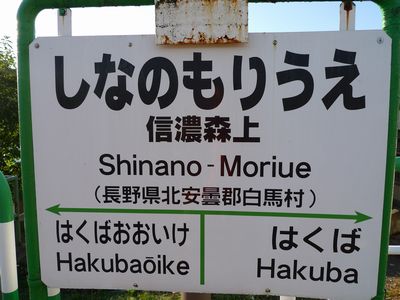 しなのもりうえ
信濃森上
Shinano-Moriue
（長野県北安曇郡白馬村）
はくばおおいけ
Hakubaōike
はくば
Hakuba